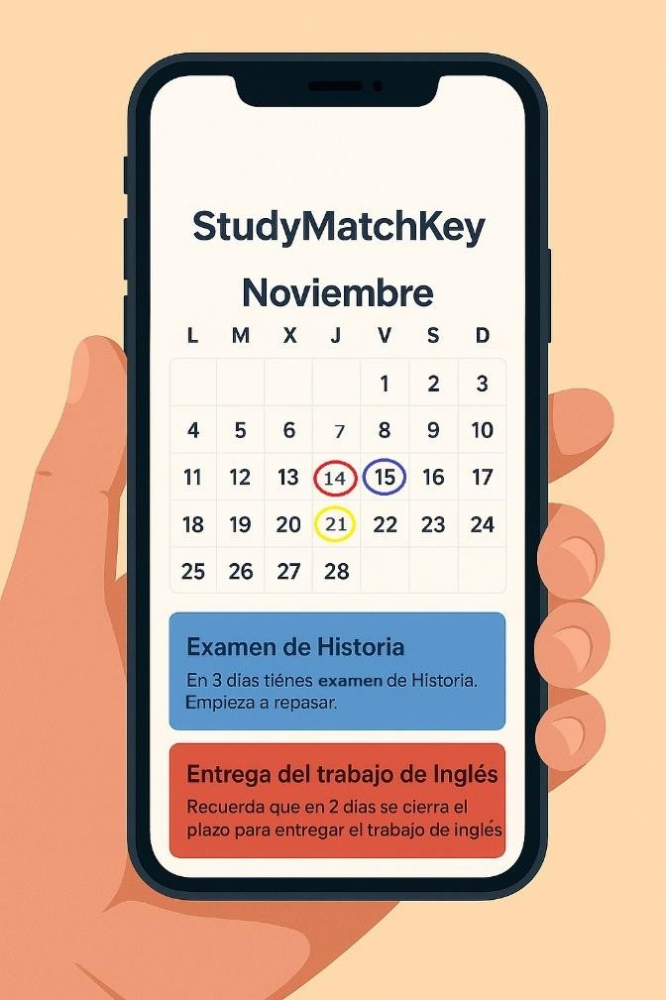 StudyMatchKey
Noviembre
L M X J V S D
1 2 3
4 5 6 7 8 9 10
11 12 13 14 15 16 17
18 19 20 21 22 23 24
25 26 27 28
Examen de Historia
En 3 dias tiénes examen de Historia.
Empieza a repasar.
Entrega del trabajo de Inglés
Recuerda que en 2 dias se cierra el
plazo para entregar el trabajo de inglés